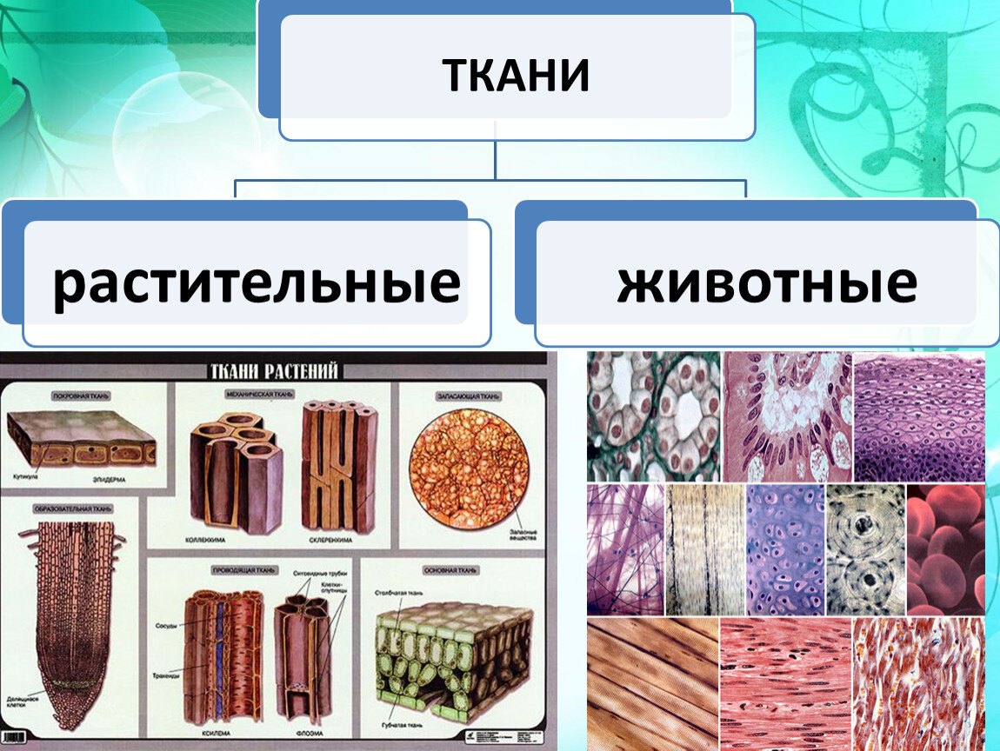 ТКАНИ
растительные
животные
ТКАНИ РАСТЕНИЙ
ПОКРОВНАЯ ТКАНЬ
Кутикула
ЭПИДЕРМА
МЕХАНИЧЕСКАЯ ТКАНЬ
КОЛЛЕНХИМА
СКЛЕРЕНХИМА
ЗАПАСАЮЩАЯ ТКАНЬ
Запасные
вещества
ОБРАЗОВАТЕЛЬНАЯ ТКАНЬ
Делящиеся
клетки
ПРОВОДЯЩАЯ ТКАНЬ
Ситовидные трубки
Клетки-
спутницы
Сосуды
Трахеиды
КСИЛЕМА
ФЛОЭМА
ОСНОВНАЯ ТКАНЬ
Столбчатая ткань
Губчатая ткань